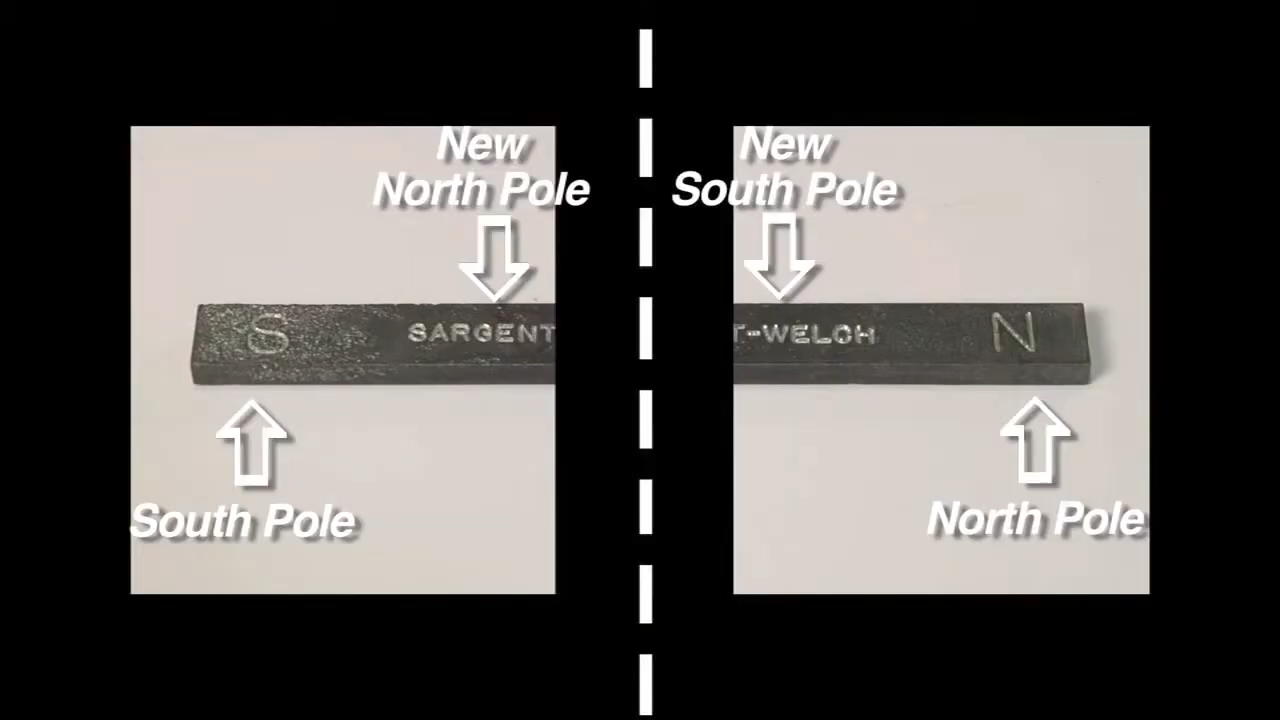 New
North Pole
New
South Pole
S
SARGENT
T-WELCH
N
South Pole
North Pole